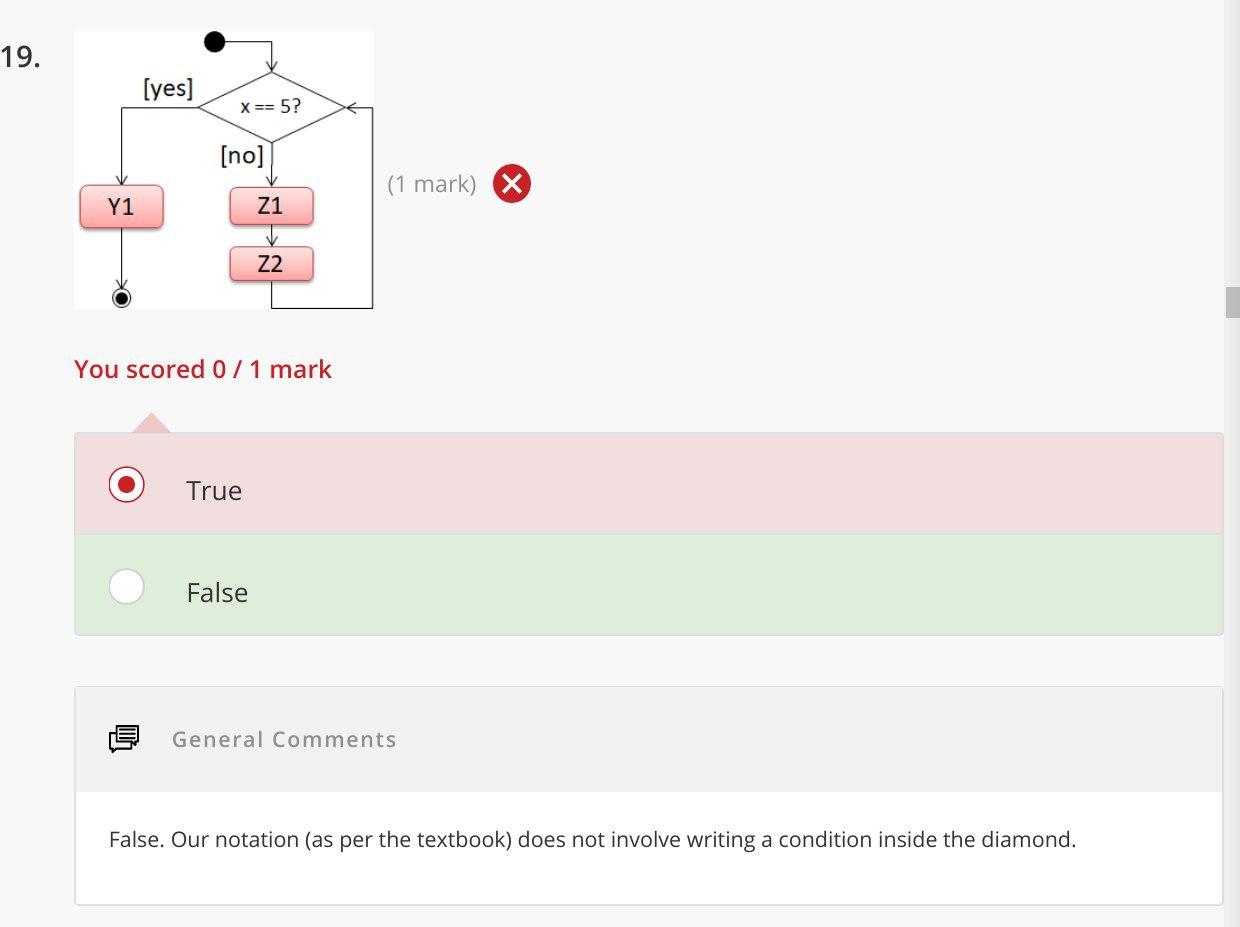 19.
[yes]
x == 5?
[no]
(1 mark)
Y1
Z1
Z2
You scored 0 / 1 mark
True
False
General Comments
False. Our notation (as per the textbook) does not involve writing a condition inside the diamond.